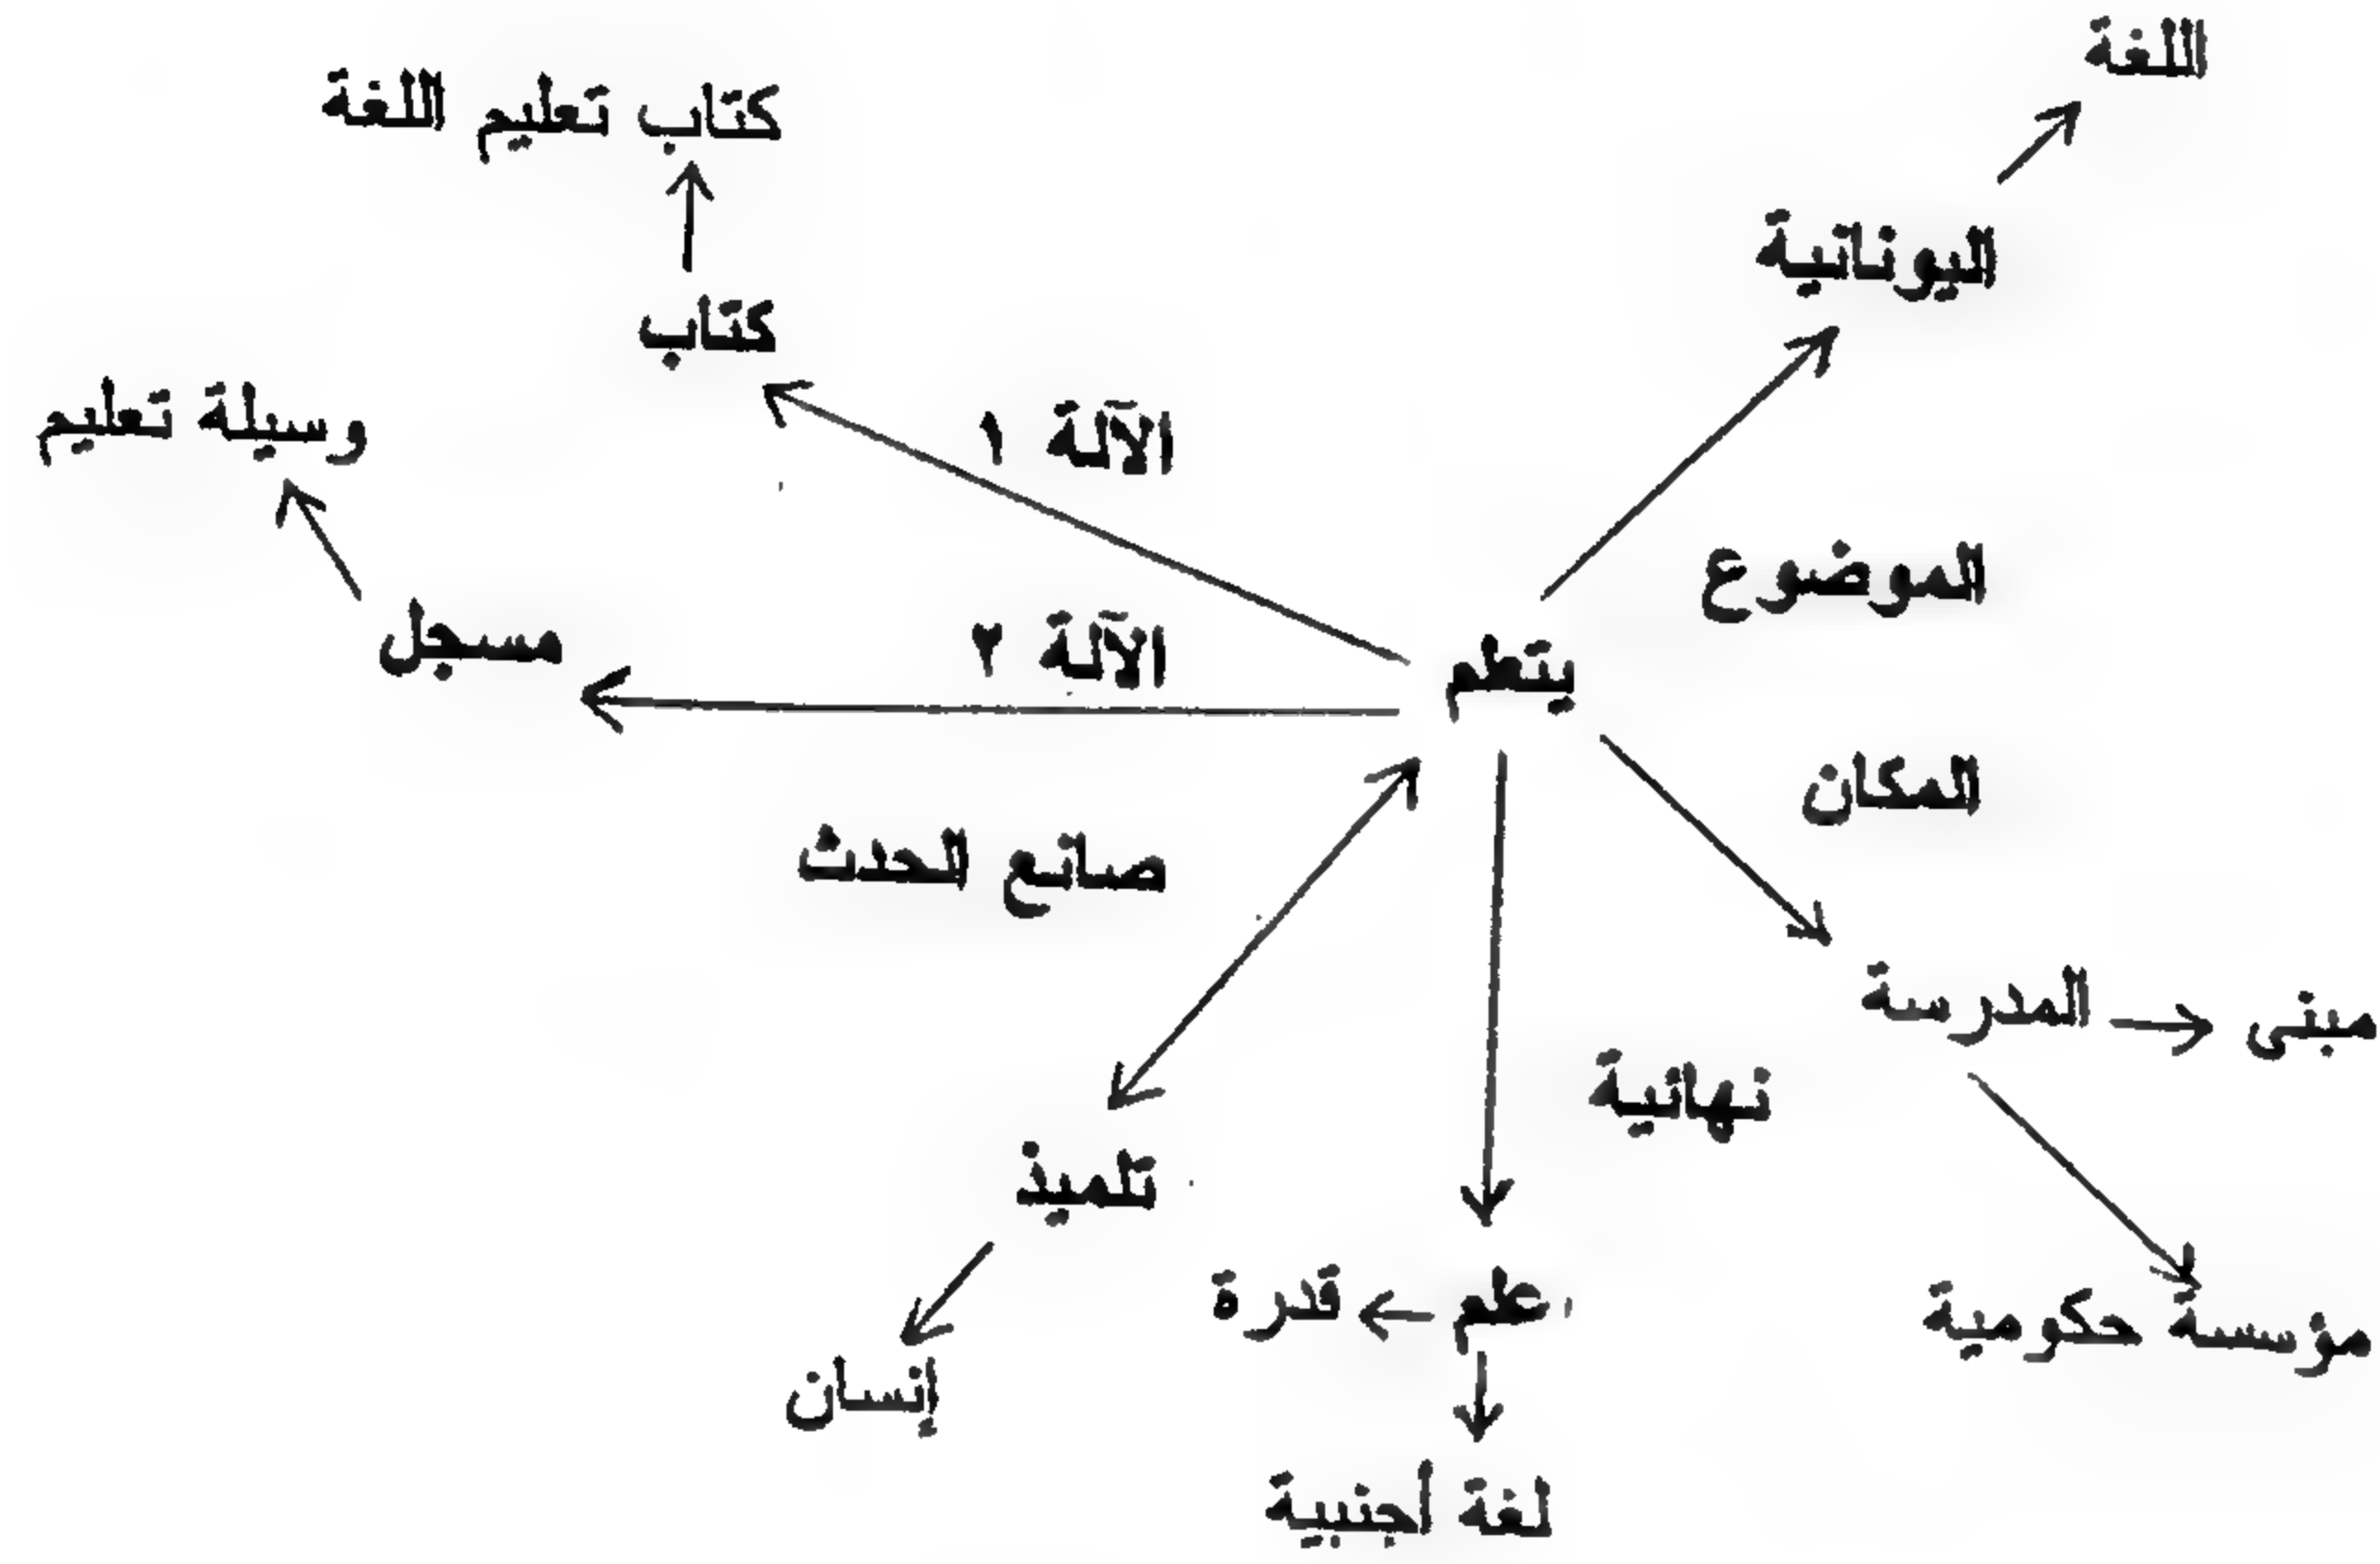 اللغة
كتاب تعليم اللغة
اليونانية
كتاب
وسيلة تعليم
الآلة ١
الموضوع
مسجل
الآلة ٢
يتعلم
المكان
صانع الحدث
المدرسة
مبنى
نهائية
تلميذ
علم
قدرة
مؤسسة حكومية
إنسان
لغة أجنبية